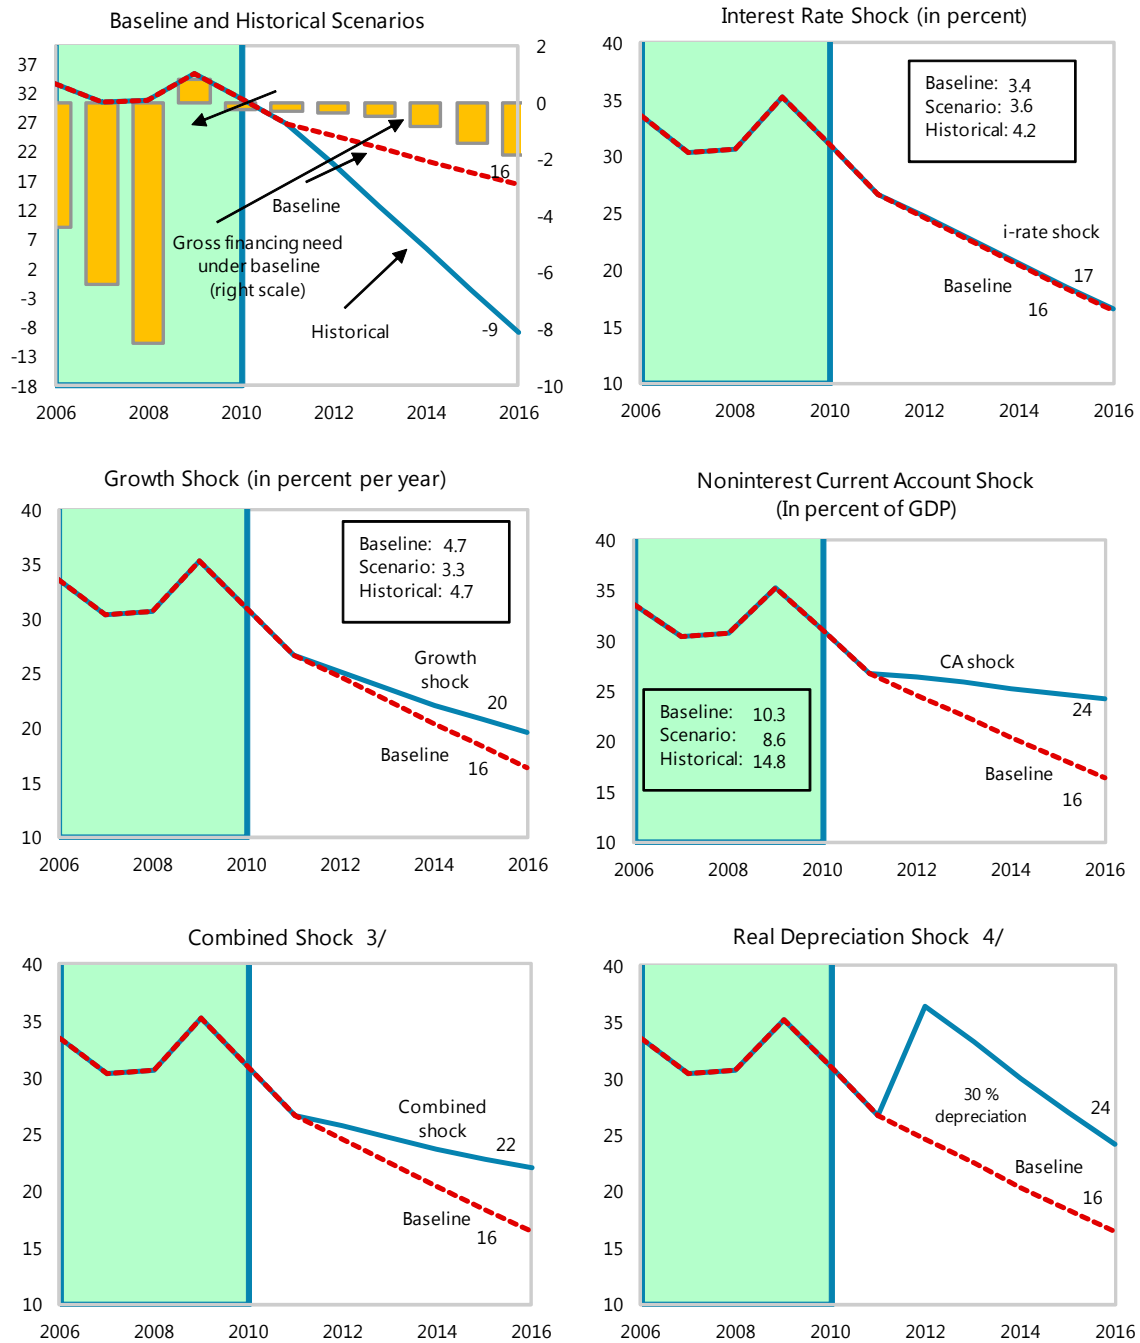 Baseline and Historical Scenarios
37
32
27
22
17
12
7
2
-3
-8
-13
-18
2
0
-2
-4
-6
-8
-10
16
Baseline
Gross financing need
under baseline
(right scale)
Historical
-9
2006 2008 2010 2012 2014 2016
Interest Rate Shock (in percent)
40
35
30
25
20
15
10
Baseline: 3.4
Scenario: 3.6
Historical: 4.2
i-rate shock
17
Baseline
16
2006 2008 2010 2012 2014 2016
Growth Shock (in percent per year)
40
35
30
25
20
15
10
Baseline: 4.7
Scenario: 3.3
Historical: 4.7
Growth
shock
20
Baseline
16
2006 2008 2010 2012 2014 2016
Noninterest Current Account Shock
(In percent of GDP)
40
35
30
25
20
15
10
CA shock
24
Baseline: 10.3
Scenario: 8.6
Historical: 14.8
Baseline
16
2006 2008 2010 2012 2014 2016
Combined Shock 3/
40
35
30
25
20
15
10
Combined
shock
22
Baseline
16
2006 2008 2010 2012 2014 2016
Real Depreciation Shock 4/
40
35
30
25
20
15
10
30 %
depreciation
24
Baseline
16
2006 2008 2010 2012 2014 2016